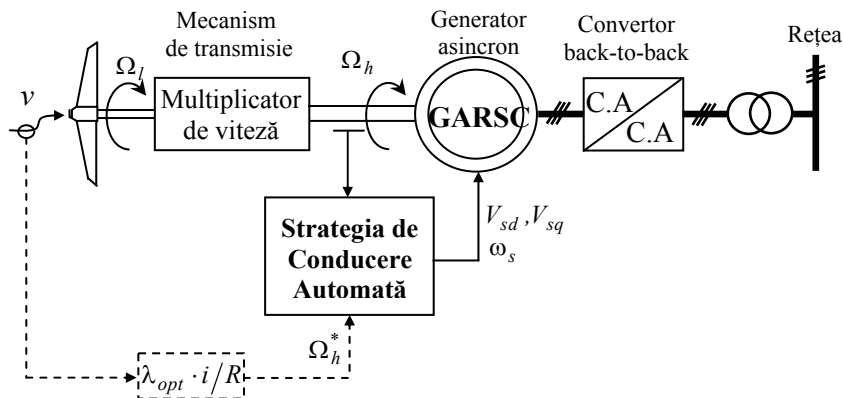 Mecanism
de transmisie
Generator
asincron
Convertor
back-to-back
Rețea
Ω_l
Ω_h
v
Multiplicator
de viteză
GARSC
C.A
C.A
Strategia de
Conducere
Automată
V_sd , V_sq
ω_s
Ω_h^*
λ_opt · i/R